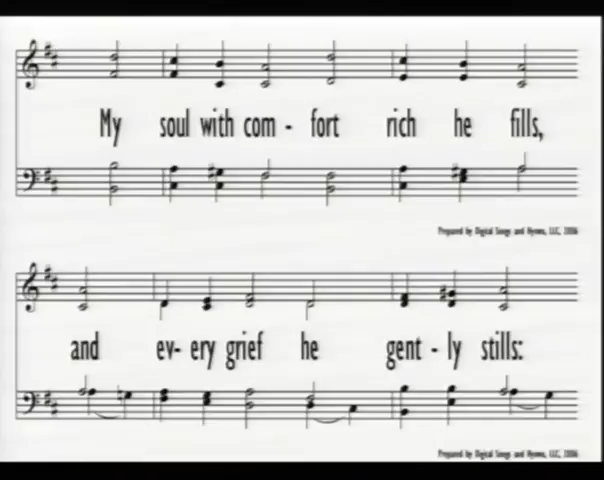 My soul with com - fort rich he fills,
Prepared by Digital Songs and Hymns, LLC, 2006
and ev- ery grief he gent - ly stills:
Prepared by Digital Songs and Hymns, LLC, 2006